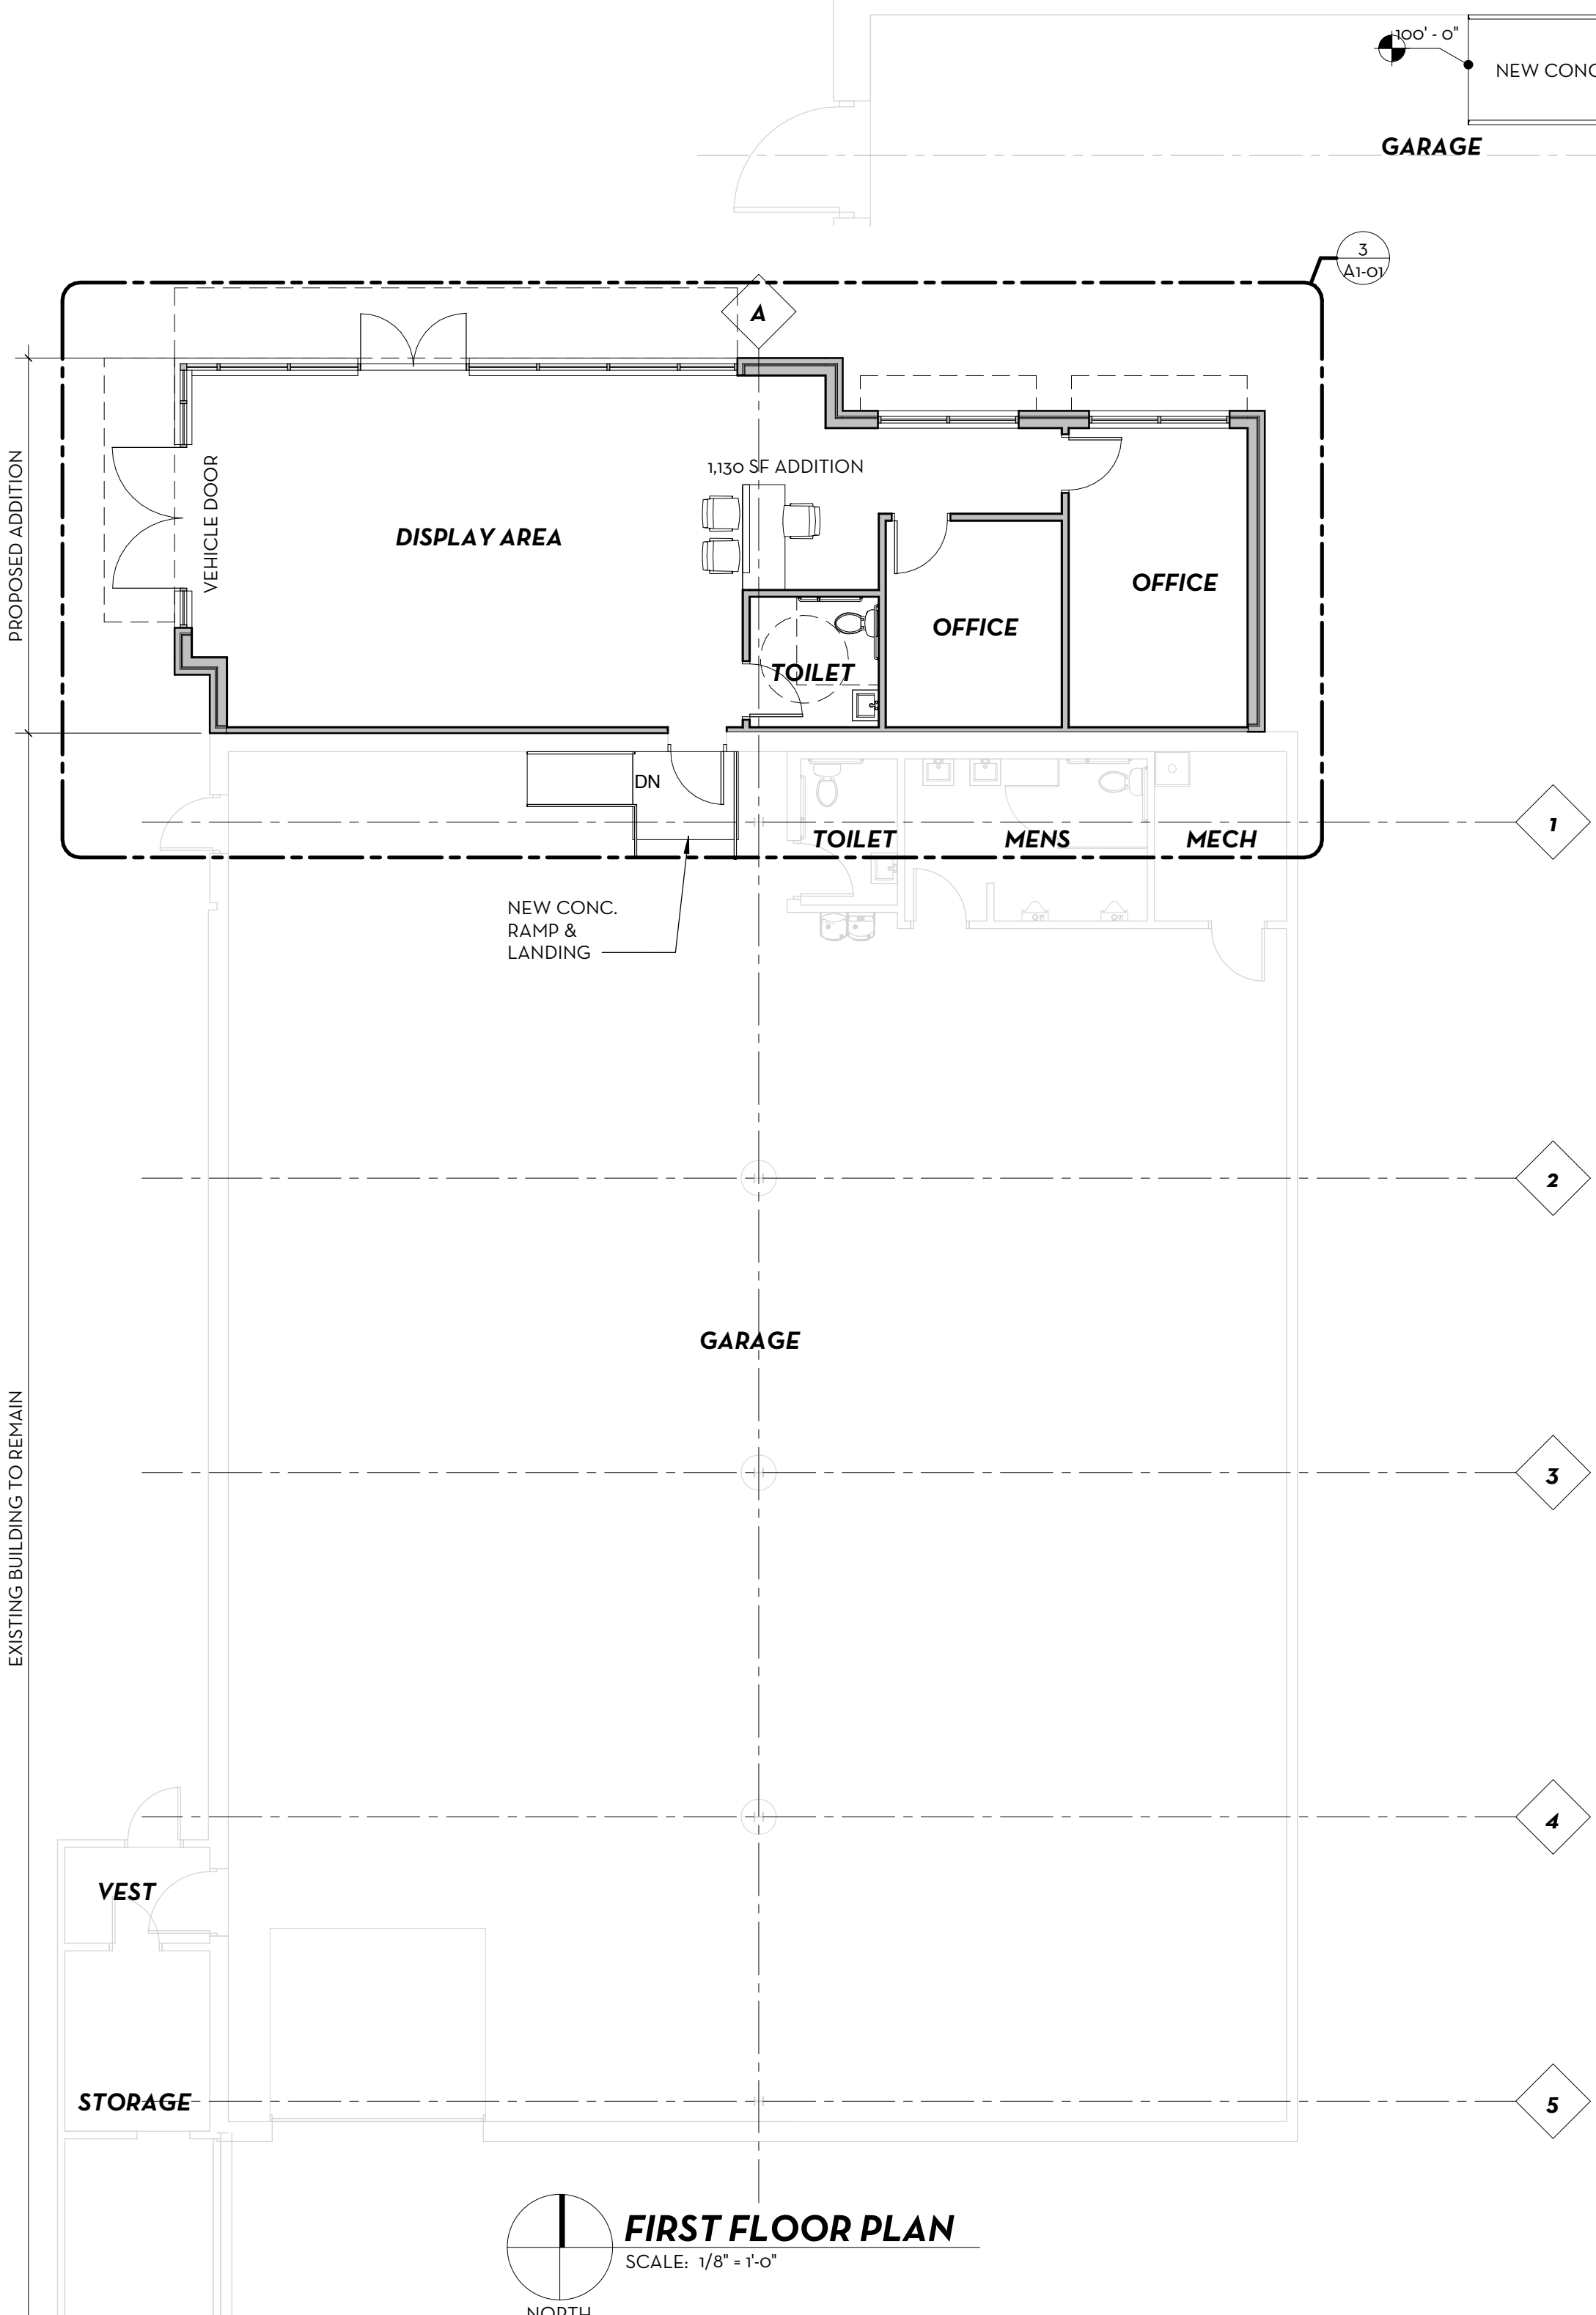 100' - 0"
NEW CONC
GARAGE
3
A1-01
A
PROPOSED ADDITION
VEHICLE DOOR
1,130 SF ADDITION
DISPLAY AREA
OFFICE
OFFICE
TOILET
DN
1
TOILET
MENS
MECH
NEW CONC.
RAMP &
LANDING
2
GARAGE
EXISTING BUILDING TO REMAIN
3
4
VEST
STORAGE
5
FIRST FLOOR PLAN
SCALE: 1/8" = 1'-0"
NORTH